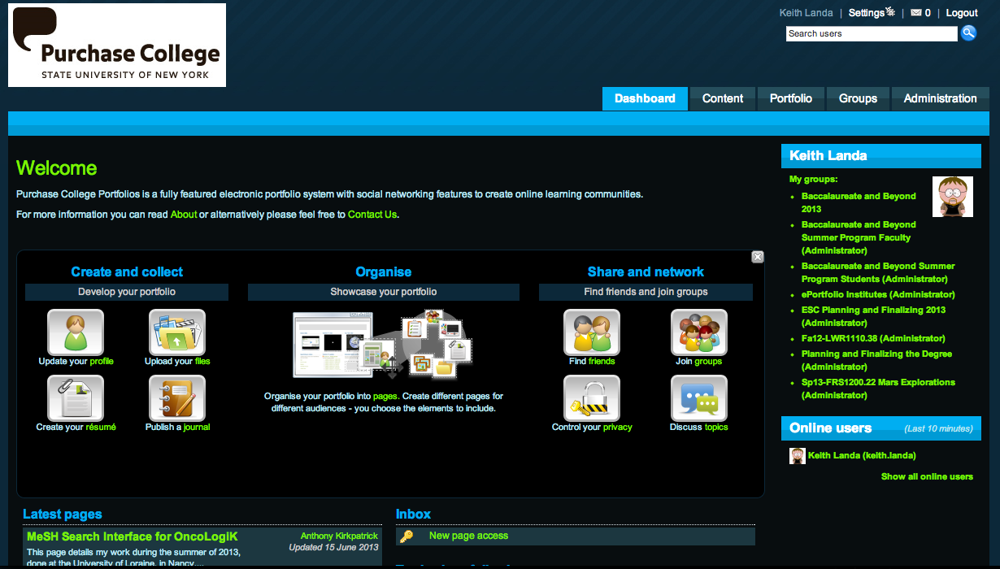 Purchase College
STATE UNIVERSITY OF NEW YORK
Keith Landa | Settings | 0 | Logout
Search users
Dashboard Content Portfolio Groups Administration
Welcome
Purchase College Portfolios is a fully featured electronic portfolio system with social networking features to create online learning communities.
For more information you can read About or alternatively please feel free to Contact Us.
Create and collect
Develop your portfolio
Update your profile
Upload your files
Create your résumé
Publish a journal
Organise
Showcase your portfolio
Organise your portfolio into pages. Create different pages for
different audiences - you choose the elements to include.
Share and network
Find friends and join groups
Find friends
Join groups
Control your privacy
Discuss topics
Latest pages
MeSH Search Interface for OncoLogiK
Anthony Kirkpatrick
Updated 15 June 2013
This page details my work during the summer of 2013,
done at the University of Loraine, in Nancy,...
Inbox
New page access
Keith Landa
My groups:
Baccalaureate and Beyond
2013
Baccalaureate and Beyond
Summer Program Faculty
(Administrator)
Baccalaureate and Beyond Summer
Program Students (Administrator)
ePortfolio Institutes (Administrator)
ESC Planning and Finalizing 2013
(Administrator)
Fa12-LWR1110.38 (Administrator)
Planning and Finalizing the Degree
(Administrator)
Sp13-FRS1200.22 Mars Explorations
(Administrator)
Online users (Last 10 minutes)
Keith Landa (keith.landa)
Show all online users